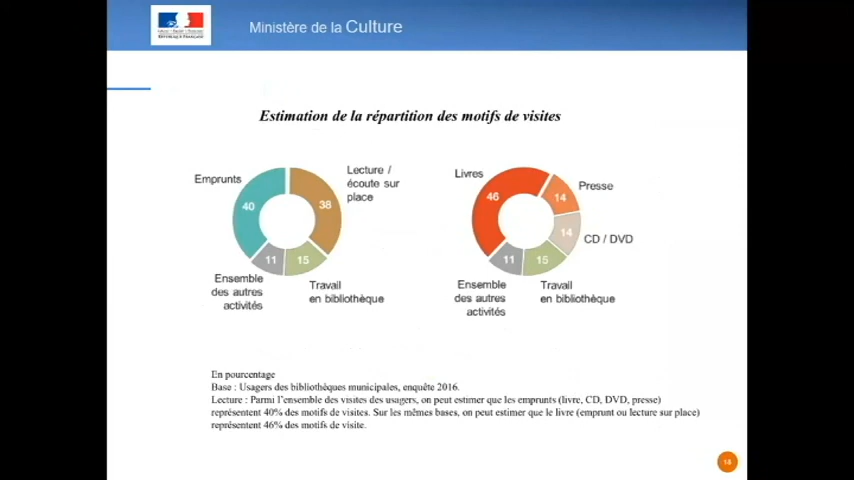 Ministère de la Culture
Estimation de la répartition des motifs de visites
Emprunts
40
Lecture /
écoute sur
place
38
11
15
Ensemble
des autres
activités
Travail
en bibliothèque
Livres
46
Presse
14
14
CD / DVD
11
15
Ensemble
des autres
activités
Travail
en bibliothèque
En pourcentage
Base : Usagers des bibliothèques municipales, enquête 2016.
Lecture : Parmi l'ensemble des visites des usagers, on peut estimer que les emprunts (livre, CD, DVD, presse)
représentent 40% des motifs de visites. Sur les mêmes bases, on peut estimer que le livre (emprunt ou lecture sur place)
représentent 46% des motifs de visite.